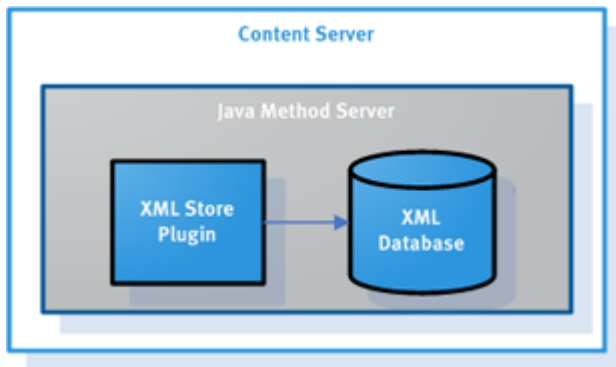 Content Server
Java Method Server
XML Store
Plugin
XML
Database